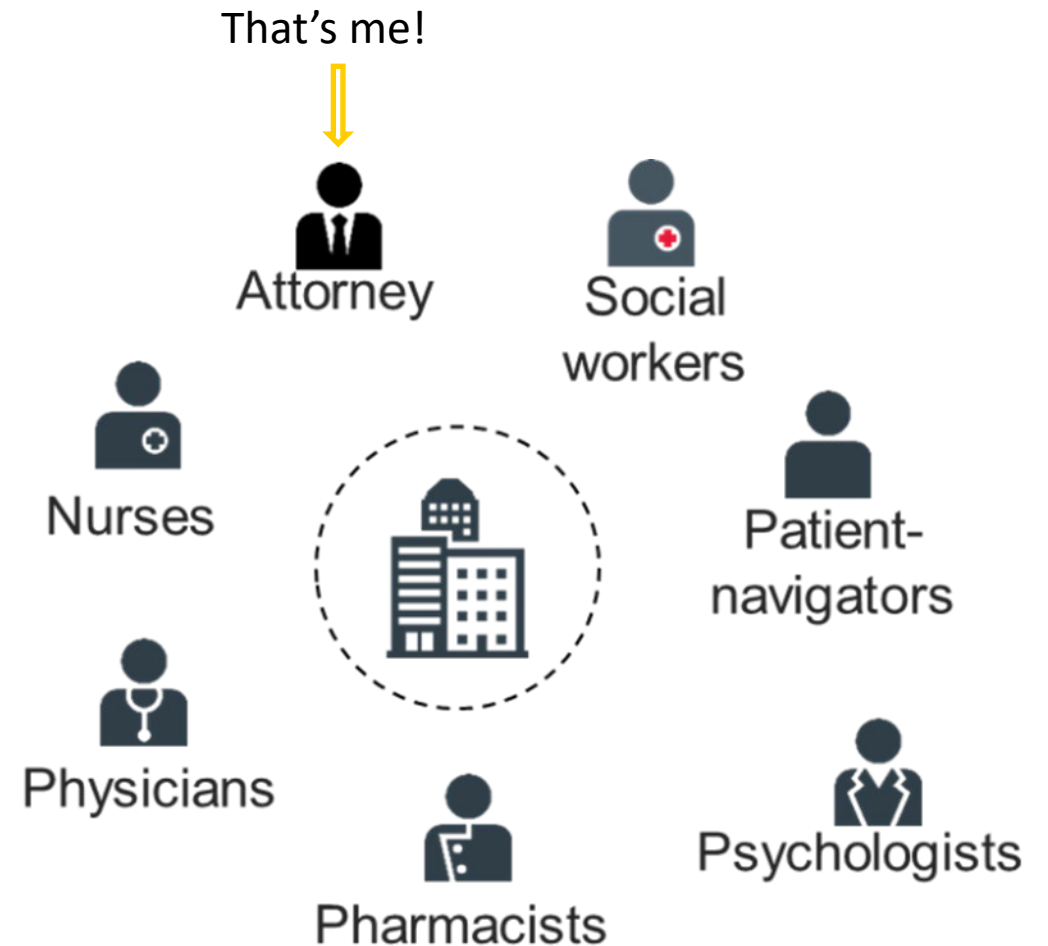 That’s me!
Attorney
Social
workers
Nurses
Patient-
navigators
Physicians
Psychologists
Pharmacists